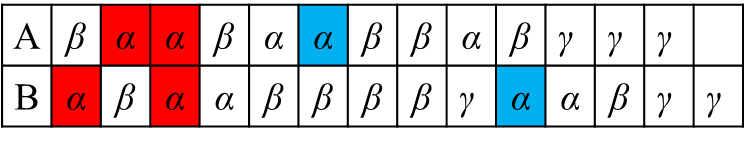 A β α α β α α β β α β γ γ γ
B α β α α β β β β γ α α β γ γ